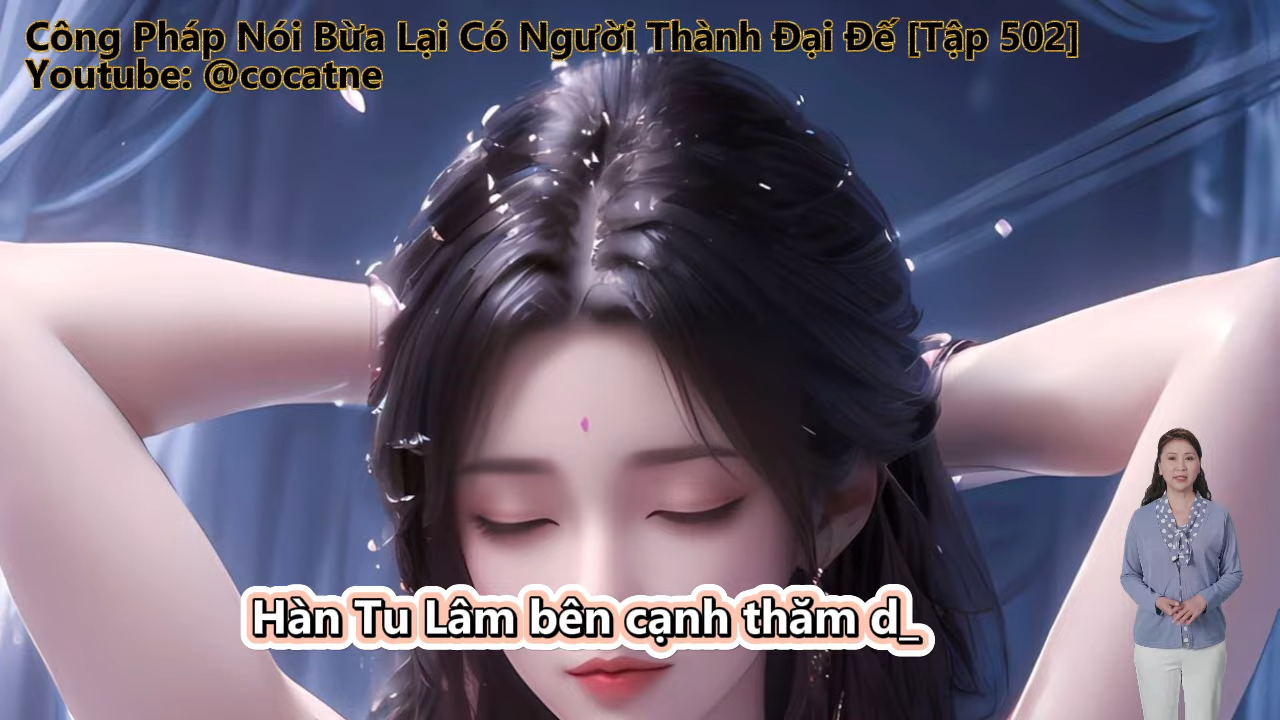 Công Pháp Nói Bừa Lại Có Người Thành Đại Đế [Tập 502]
Youtube: @cocatne
Hàn Tu Lâm bên cạnh thăm d_